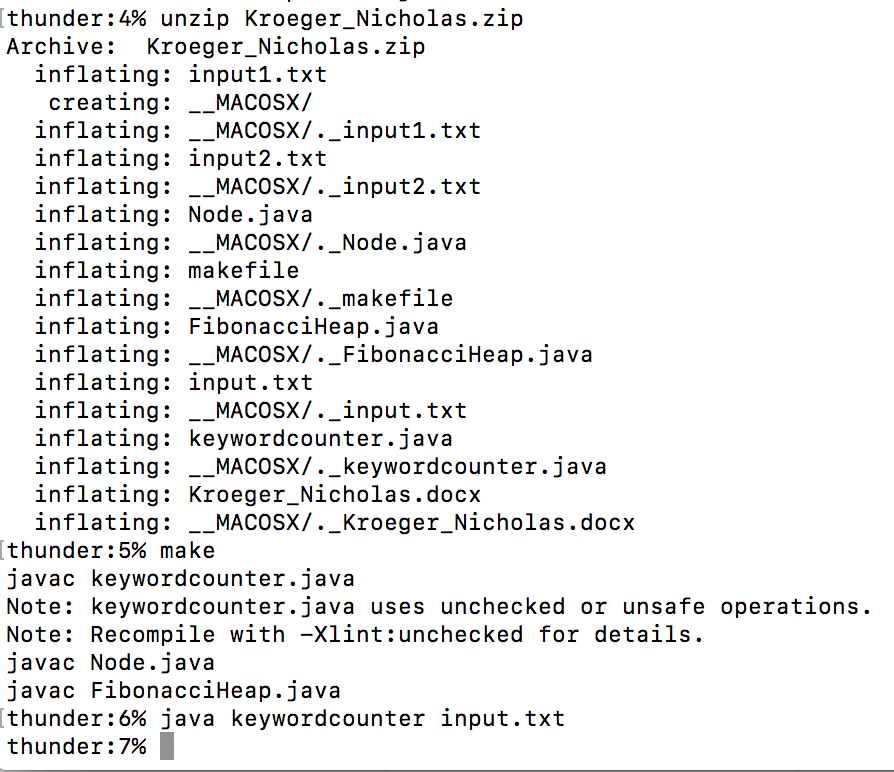 [thunder:4% unzip Kroeger_Nicholas.zip
Archive:  Kroeger_Nicholas.zip
  inflating: input1.txt
   creating: __MACOSX/
  inflating: __MACOSX/._input1.txt
  inflating: input2.txt
  inflating: __MACOSX/._input2.txt
  inflating: Node.java
  inflating: __MACOSX/._Node.java
  inflating: makefile
  inflating: __MACOSX/._makefile
  inflating: FibonacciHeap.java
  inflating: __MACOSX/._FibonacciHeap.java
  inflating: input.txt
  inflating: __MACOSX/._input.txt
  inflating: keywordcounter.java
  inflating: __MACOSX/._keywordcounter.java
  inflating: Kroeger_Nicholas.docx
  inflating: __MACOSX/._Kroeger_Nicholas.docx
[thunder:5% make
javac keywordcounter.java
Note: keywordcounter.java uses unchecked or unsafe operations.
Note: Recompile with -Xlint:unchecked for details.
javac Node.java
javac FibonacciHeap.java
[thunder:6% java keywordcounter input.txt
thunder:7%